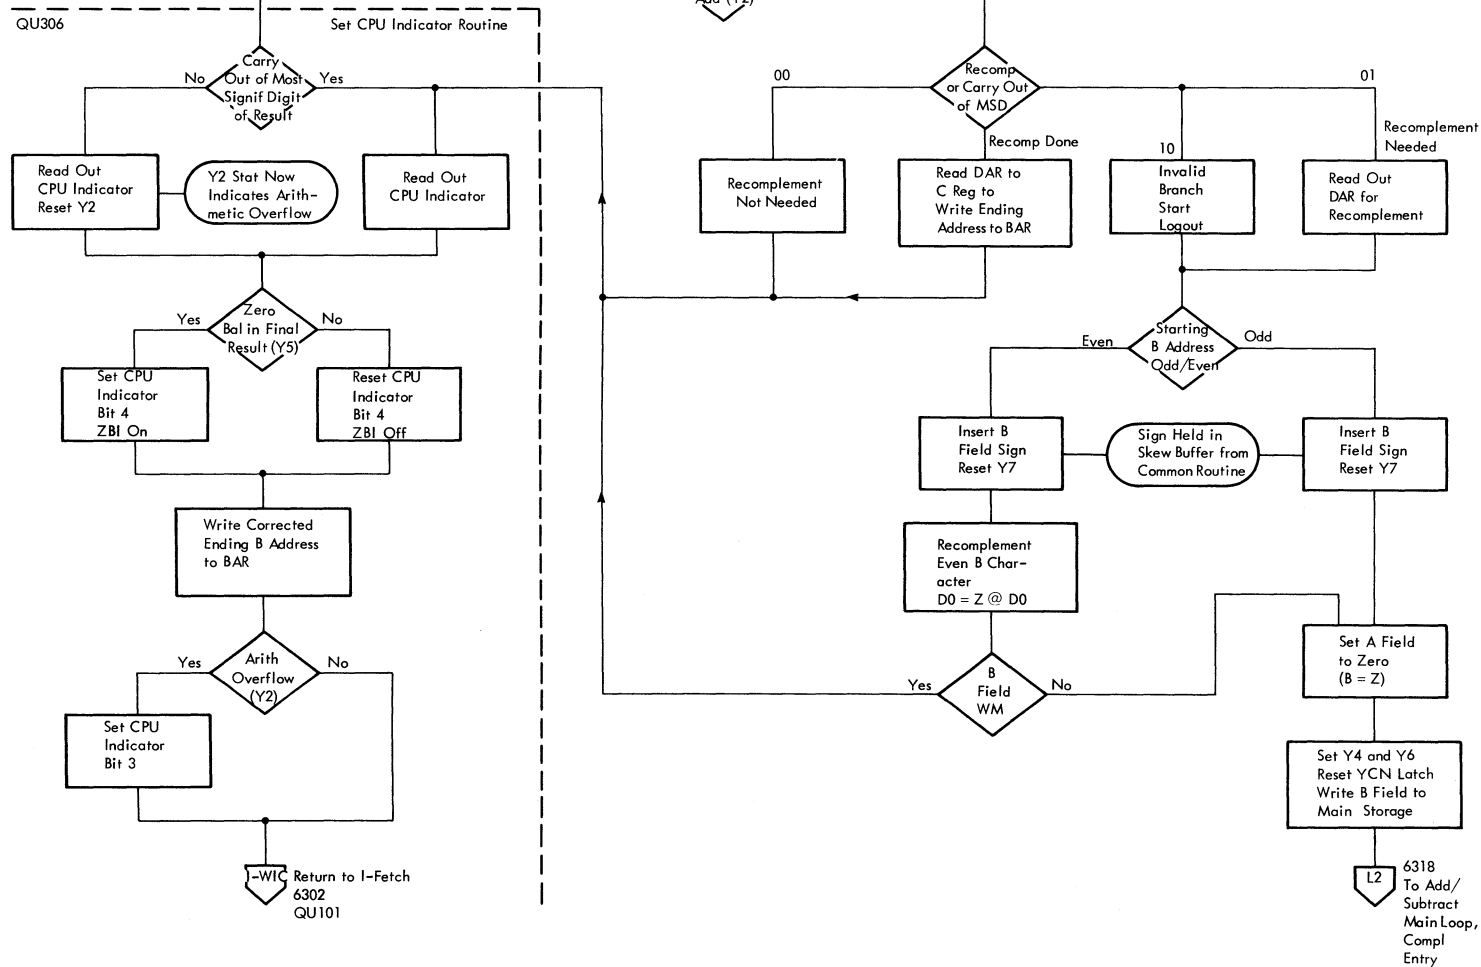 QU306
Set CPU Indicator Routine
Carry
Out of Most
Signif Digit
of Result
No
Yes
Read Out
CPU Indicator
Reset Y2
Y2 Stat Now
Indicates Arith-
metic Overflow
Read Out
CPU Indicator
Zero
Bal in Final
Result (Y5)
Yes
No
Set CPU
Indicator
Bit 4
ZBI On
Reset CPU
Indicator
Bit 4
ZBI Off
Write Corrected
Ending B Address
to BAR
Arith
Overflow
(Y2)
Yes
No
Set CPU
Indicator
Bit 3
I-WIC
Return to I-Fetch
6302
QU101
Recomp
or Carry Out
of MSD
00
01
Recomp Done
10
Recomplement
Needed
Recomplement
Not Needed
Read DAR to
C Reg to
Write Ending
Address to BAR
Invalid
Branch
Start
Logout
Read Out
DAR for
Recomplement
Starting
B Address
Odd/Even
Even
Odd
Insert B
Field Sign
Reset Y7
Sign Held in
Skew Buffer from
Common Routine
Insert B
Field Sign
Reset Y7
Recomplement
Even B Char-
acter
D0 = Z @ D0
B
Field
WM
Yes
No
Set A Field
to Zero
(B = Z)
Set Y4 and Y6
Reset YCN Latch
Write B Field to
Main Storage
L2
6318
To Add/
Subtract
Main Loop,
Compl
Entry